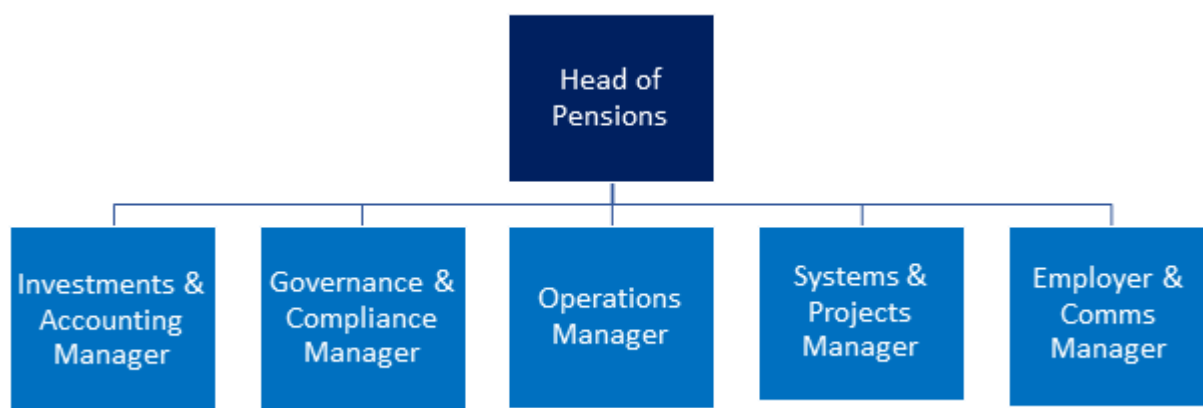 Head of
Pensions
Investments &
Accounting
Manager
Governance &
Compliance
Manager
Operations
Manager
Systems &
Projects
Manager
Employer &
Comms
Manager